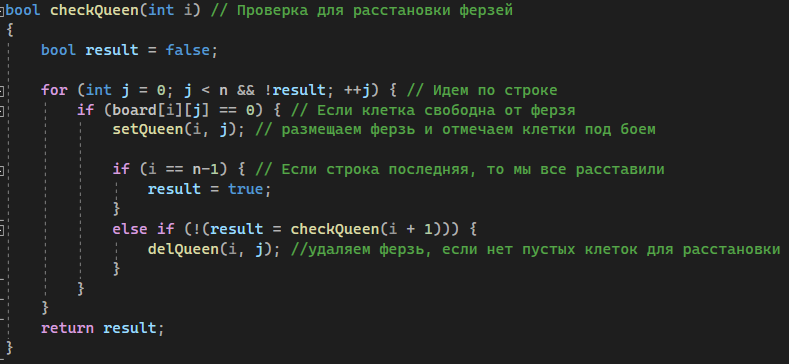 bool checkQueen(int i) // Проверка для расстановки ферзей
{
bool result = false;
for (int j = 0; j < n && !result; ++j) { // Идем по строке
if (board[i][j] == 0) { // Если клетка свободна от ферзя
setQueen(i, j); // размещаем ферзь и отмечаем клетки под боем
if (i == n-1) { // Если строка последняя, то мы все расставили
result = true;
}
else if (!(result = checkQueen(i + 1))) {
delQueen(i, j); //удаляем ферзь, если нет пустых клеток для расстановки
}
}
}
return result;
}